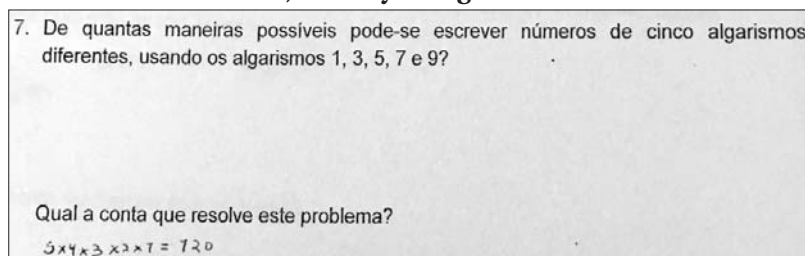 7. De quantas maneiras possíveis pode-se escrever números de cinco algarismos
diferentes, usando os algarismos 1, 3, 5, 7 e 9?
Qual a conta que resolve este problema?
5x4x3x2x1 = 120